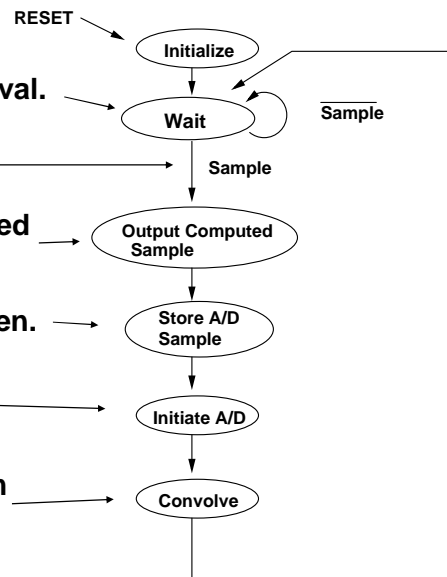 RESET
Initialize
val.
Wait
Sample
Sample
ed
Output Computed
Sample
en.
Store A/D
Sample
Initiate A/D
n
Convolve